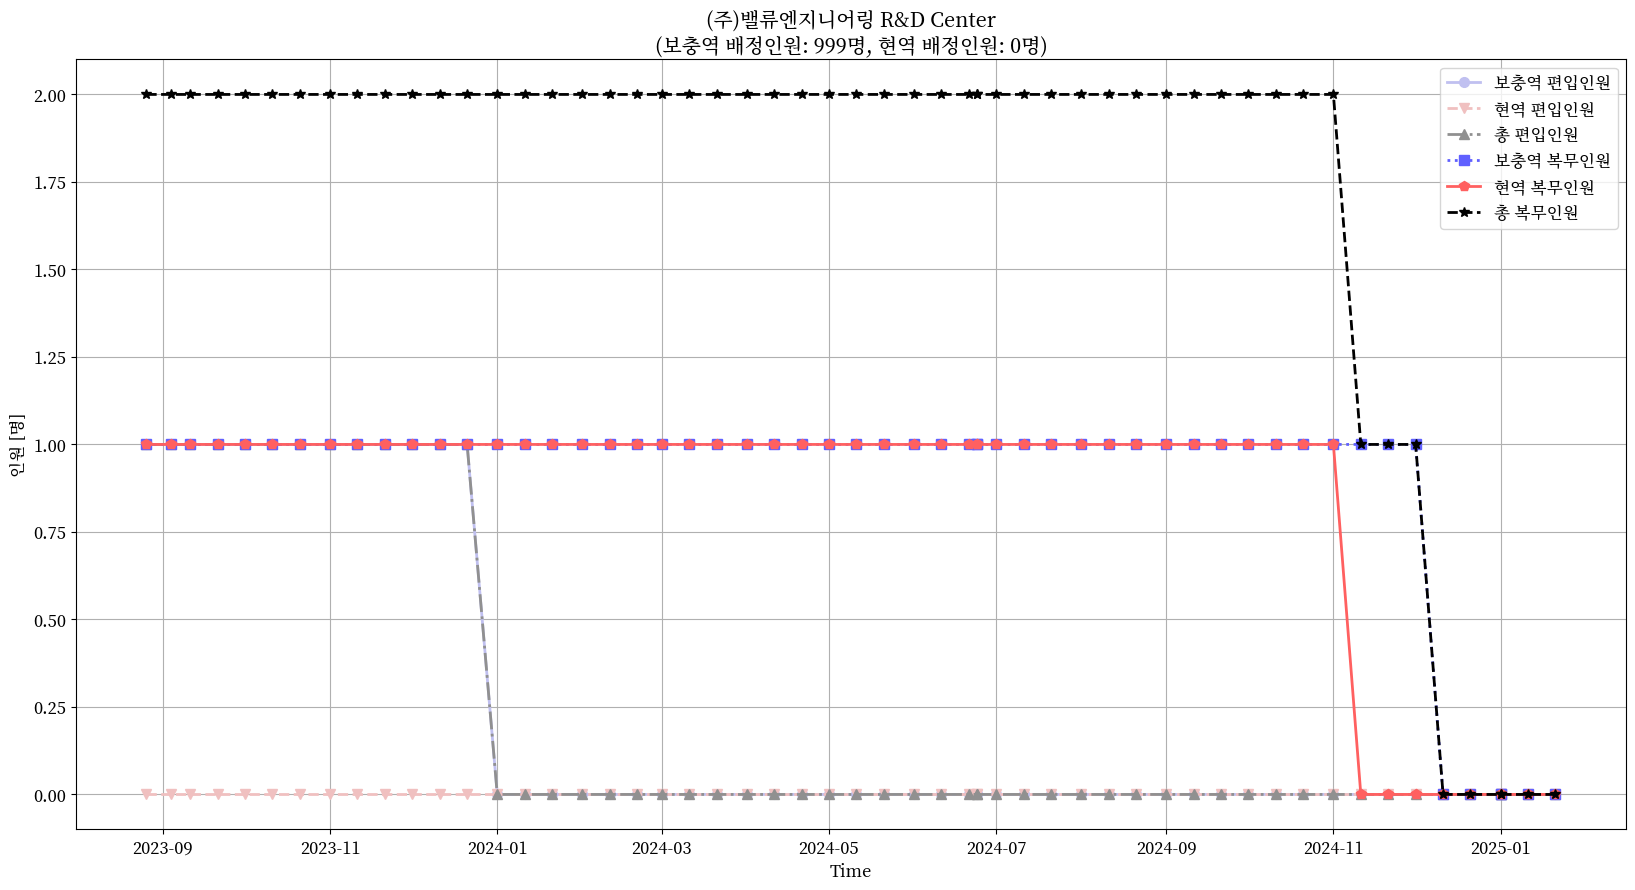 (주)밸류엔지니어링 R&D Center
(보충역 배정인원: 999명, 현역 배정인원: 0명)
보충역 편입인원
현역 편입인원
총 편입인원
보충역 복무인원
현역 복무인원
총 복무인원
인원 [명]
2.00
1.75
1.50
1.25
1.00
0.75
0.50
0.25
0.00
2023-09
2023-11
2024-01
2024-03
2024-05
2024-07
2024-09
2024-11
2025-01
Time